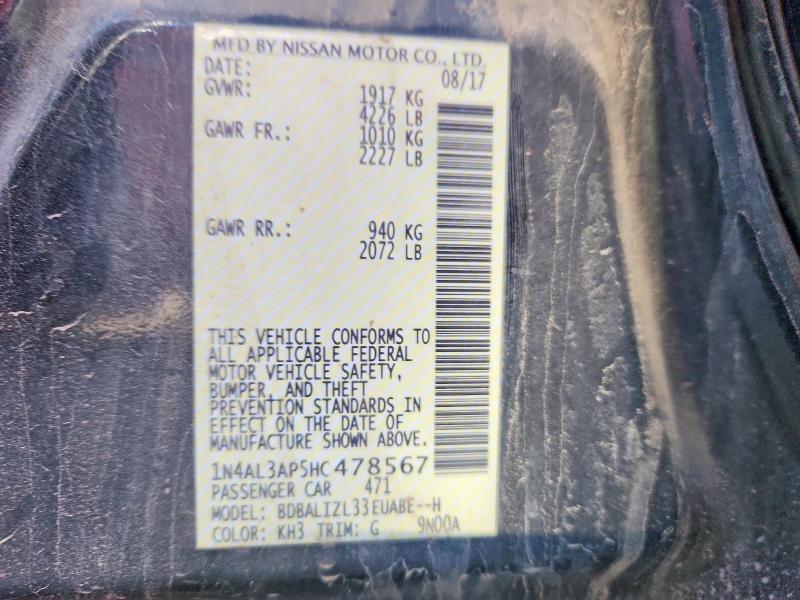 MFD BY NISSAN MOTOR CO., LTD.
DATE: 08/17
GVWR: 1917 KG
4226 LB
GAWR FR.: 1010 KG
2227 LB
GAWR RR.: 940 KG
2072 LB
THIS VEHICLE CONFORMS TO
ALL APPLICABLE FEDERAL
MOTOR VEHICLE SAFETY,
BUMPER, AND THEFT
PREVENTION STANDARDS IN
EFFECT ON THE DATE OF
MANUFACTURE SHOWN ABOVE.
1N4AL3AP5HC478567
PASSENGER CAR 471
MODEL: BDBALIZL33EUABE--H
COLOR: KH3 TRIM: G 9N00A